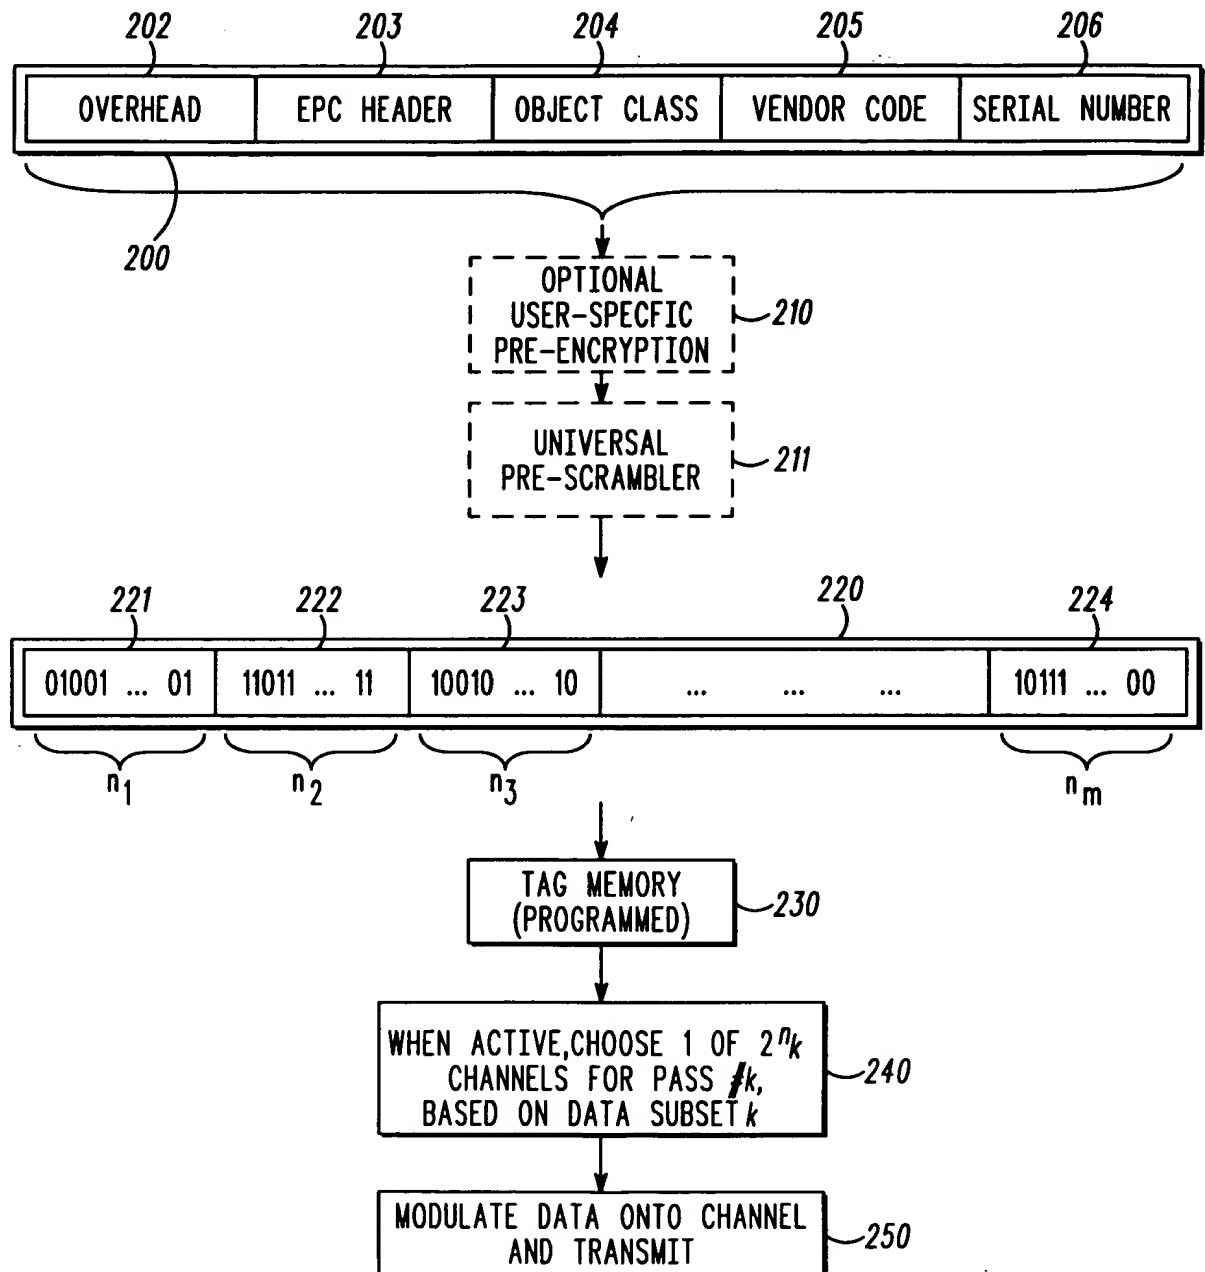 202 203 204 205 206
OVERHEAD EPC HEADER OBJECT CLASS VENDOR CODE SERIAL NUMBER
200
OPTIONAL
USER-SPECFIC
PRE-ENCRYPTION
210
UNIVERSAL
PRE-SCRAMBLER
211
221 222 223 220 224
01001 ... 01 11011 ... 11 10010 ... 10 ... ... ... 10111 ... 00
n1 n2 n3 nm
TAG MEMORY
(PROGRAMMED)
230
WHEN ACTIVE,CHOOSE 1 OF 2^nk
CHANNELS FOR PASS #k,
BASED ON DATA SUBSET k
240
MODULATE DATA ONTO CHANNEL
AND TRANSMIT
250